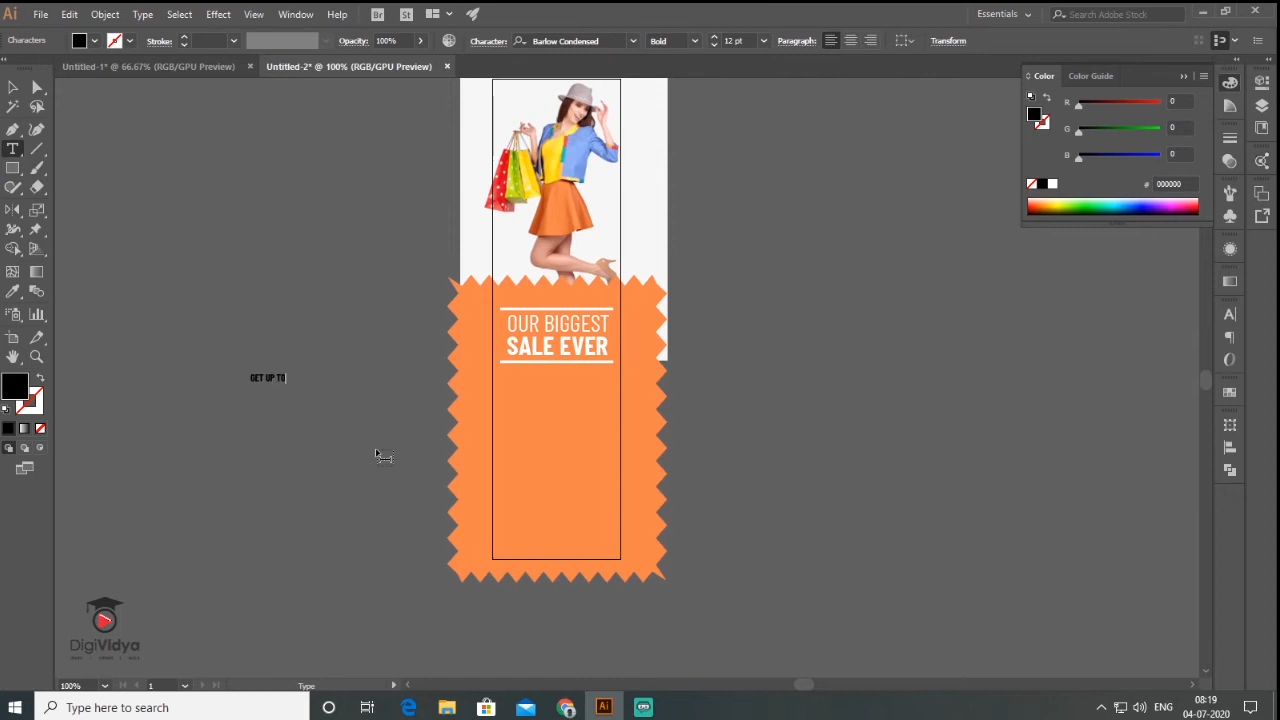 Ai File Edit Object Type Select Effect View Window Help Br St Essentials Search Adobe Stock
Characters Stroke: Opacity: 100% Character: Barlow Condensed Bold 12 pt Paragraph: Transform
Untitled-1* @ 66.67% (RGB/GPU Preview) × Untitled-2* @ 100% (RGB/GPU Preview) ×
Color Color Guide
R 0
G 0
B 0
# 000000
OUR BIGGEST
SALE EVER
GET UP TO
DigiVidya
100% 1 Type
Type here to search
Ai
ENG
08:19
04-07-2020